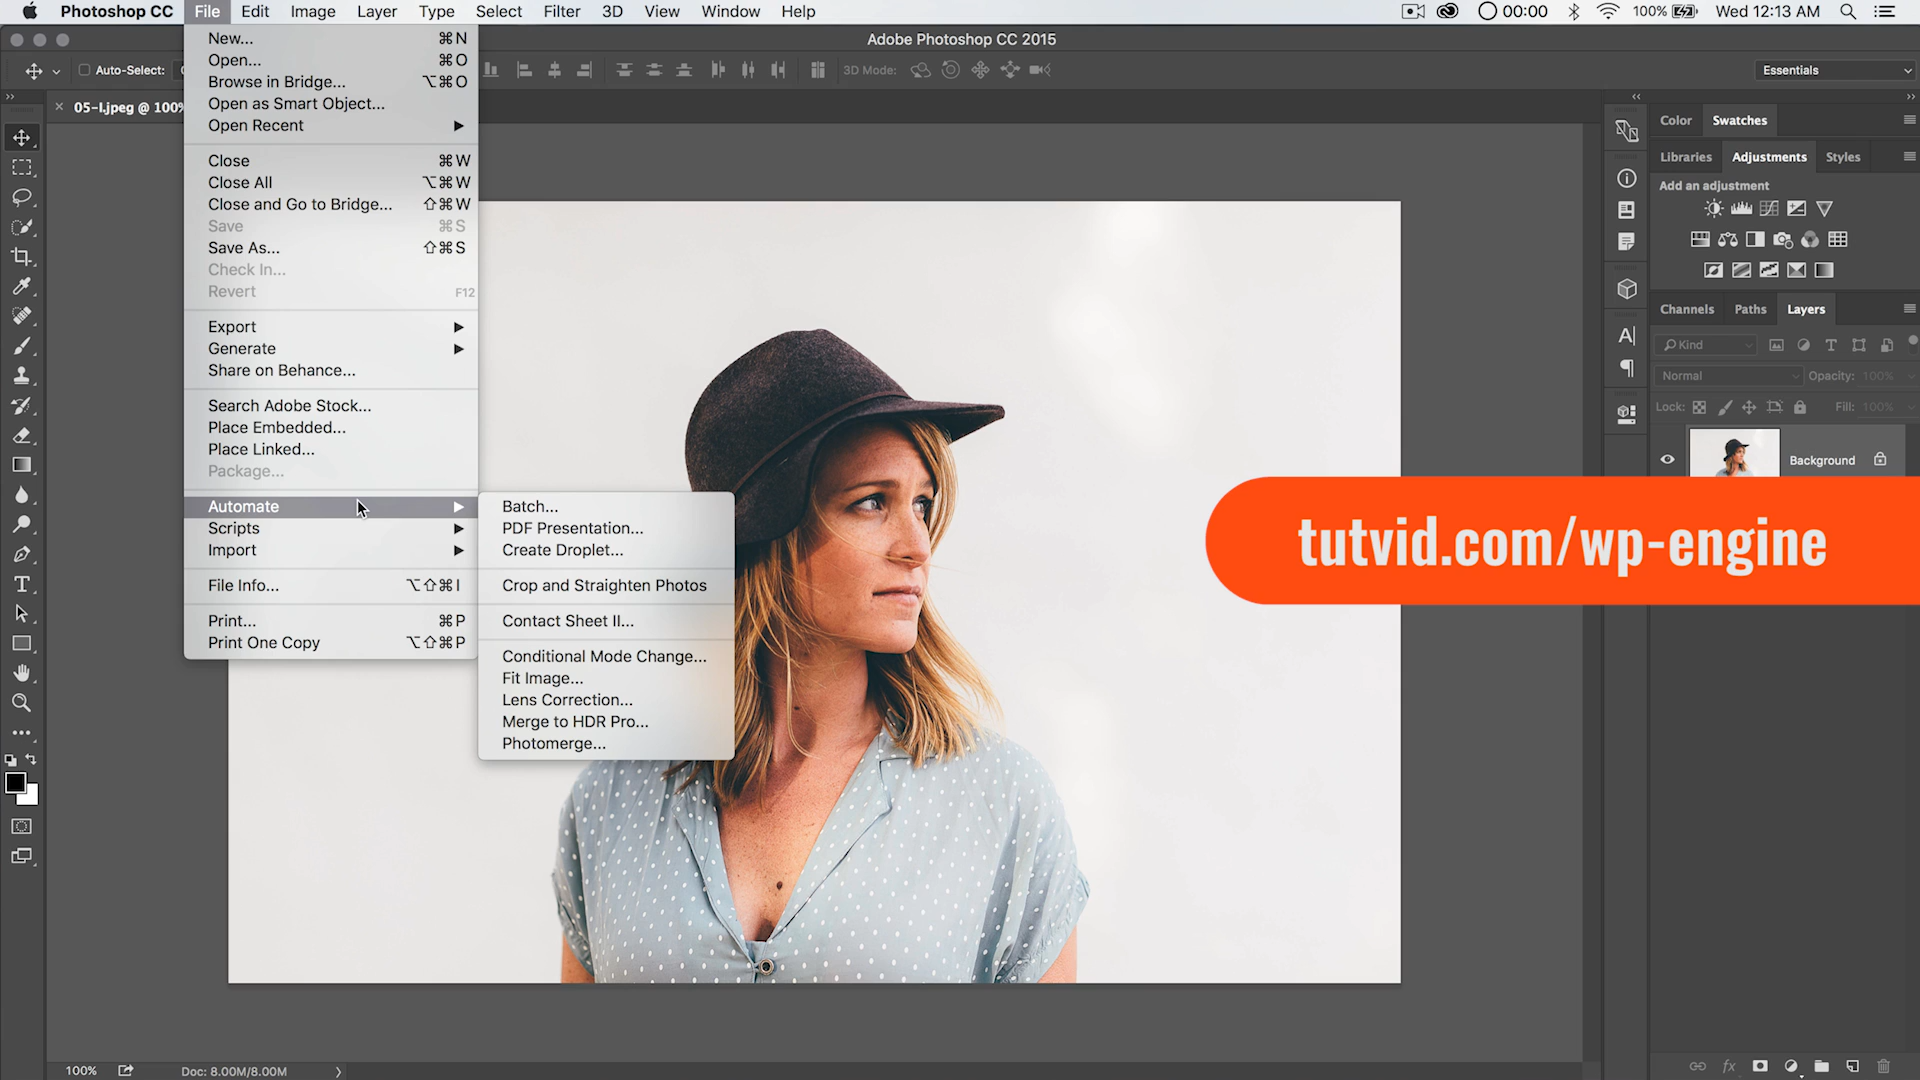 Photoshop CC File Edit Image Layer Type Select Filter 3D View Window Help 00:00 100% Wed 12:13 AM
Adobe Photoshop CC 2015
Auto-Select: 3D Mode: Essentials
05-l.jpeg @ 100%
New... ⌘N
Open... ⌘O
Browse in Bridge... ⌥⌘O
Open as Smart Object...
Open Recent
Close ⌘W
Close All ⌥⌘W
Close and Go to Bridge... ⇧⌘W
Save ⌘S
Save As... ⇧⌘S
Check In...
Revert F12
Export
Generate
Share on Behance...
Search Adobe Stock...
Place Embedded...
Place Linked...
Package...
Automate
Scripts
Import
File Info... ⌥⇧⌘I
Print... ⌘P
Print One Copy ⌥⇧⌘P
Batch...
PDF Presentation...
Create Droplet...
Crop and Straighten Photos
Contact Sheet II...
Conditional Mode Change...
Fit Image...
Lens Correction...
Merge to HDR Pro...
Photomerge...
Color Swatches
Libraries Adjustments Styles
Add an adjustment
Channels Paths Layers
Kind
Normal Opacity: 100%
Lock: Fill: 100%
Background
tutvid.com/wp-engine
100% Doc: 8.00M/8.00M